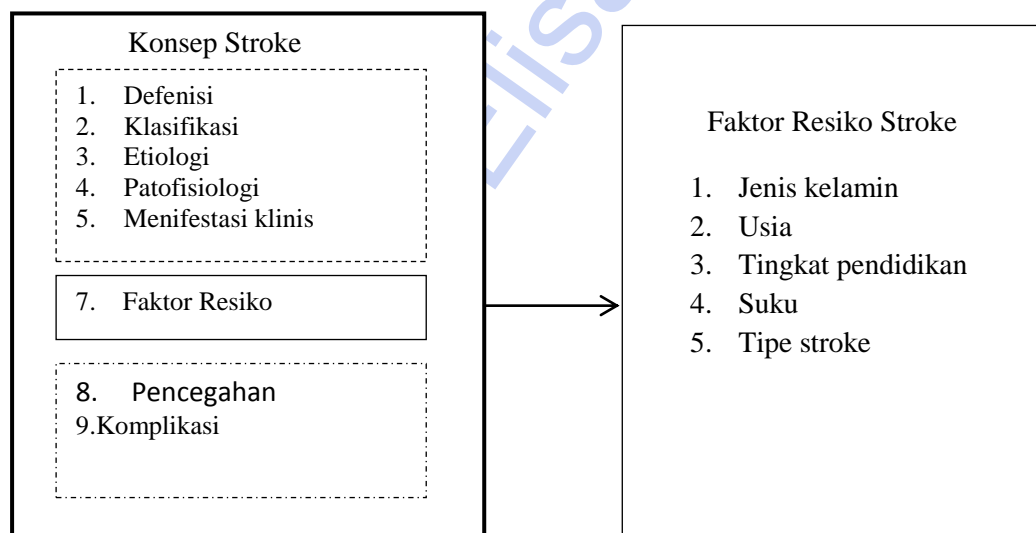 Konsep Stroke
1. Defenisi
2. Klasifikasi
3. Etiologi
4. Patofisiologi
5. Menifestasi klinis
7. Faktor Resiko
8. Pencegahan
9.Komplikasi
Elisa
Faktor Resiko Stroke
1. Jenis kelamin
2. Usia
3. Tingkat pendidikan
4. Suku
5. Tipe stroke